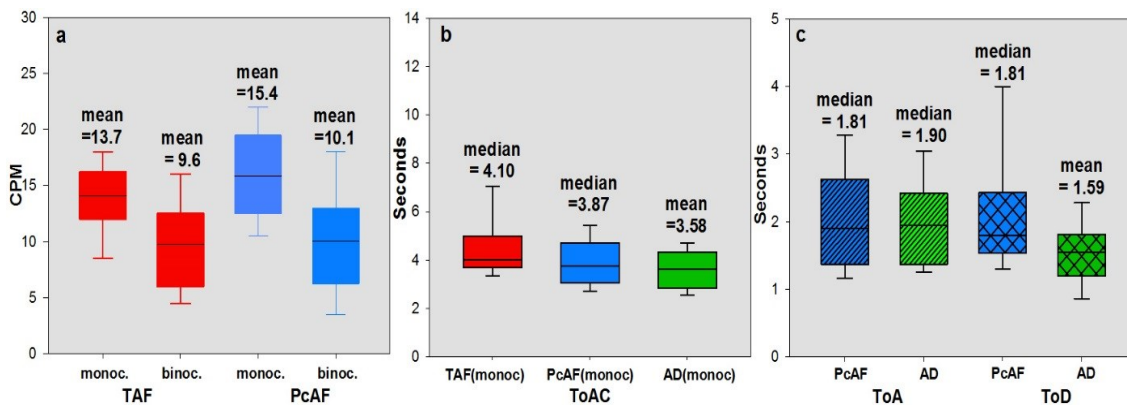 a
CPM
30
25
20
15
10
5
0
mean
=13.7
mean
= 9.6
mean
=15.4
mean
=10.1
monoc.
binoc.
monoc.
binoc.
TAF
PcAF
b
Seconds
14
12
10
8
6
4
2
0
median
= 4.10
median
=3.87
mean
=3.58
TAF(monoc)
PcAF(monoc)
AD(monoc)
ToAC
c
Seconds
5
4
3
2
1
0
median
= 1.81
median
= 1.90
median
= 1.81
mean
= 1.59
PcAF
AD
PcAF
AD
ToA
ToD